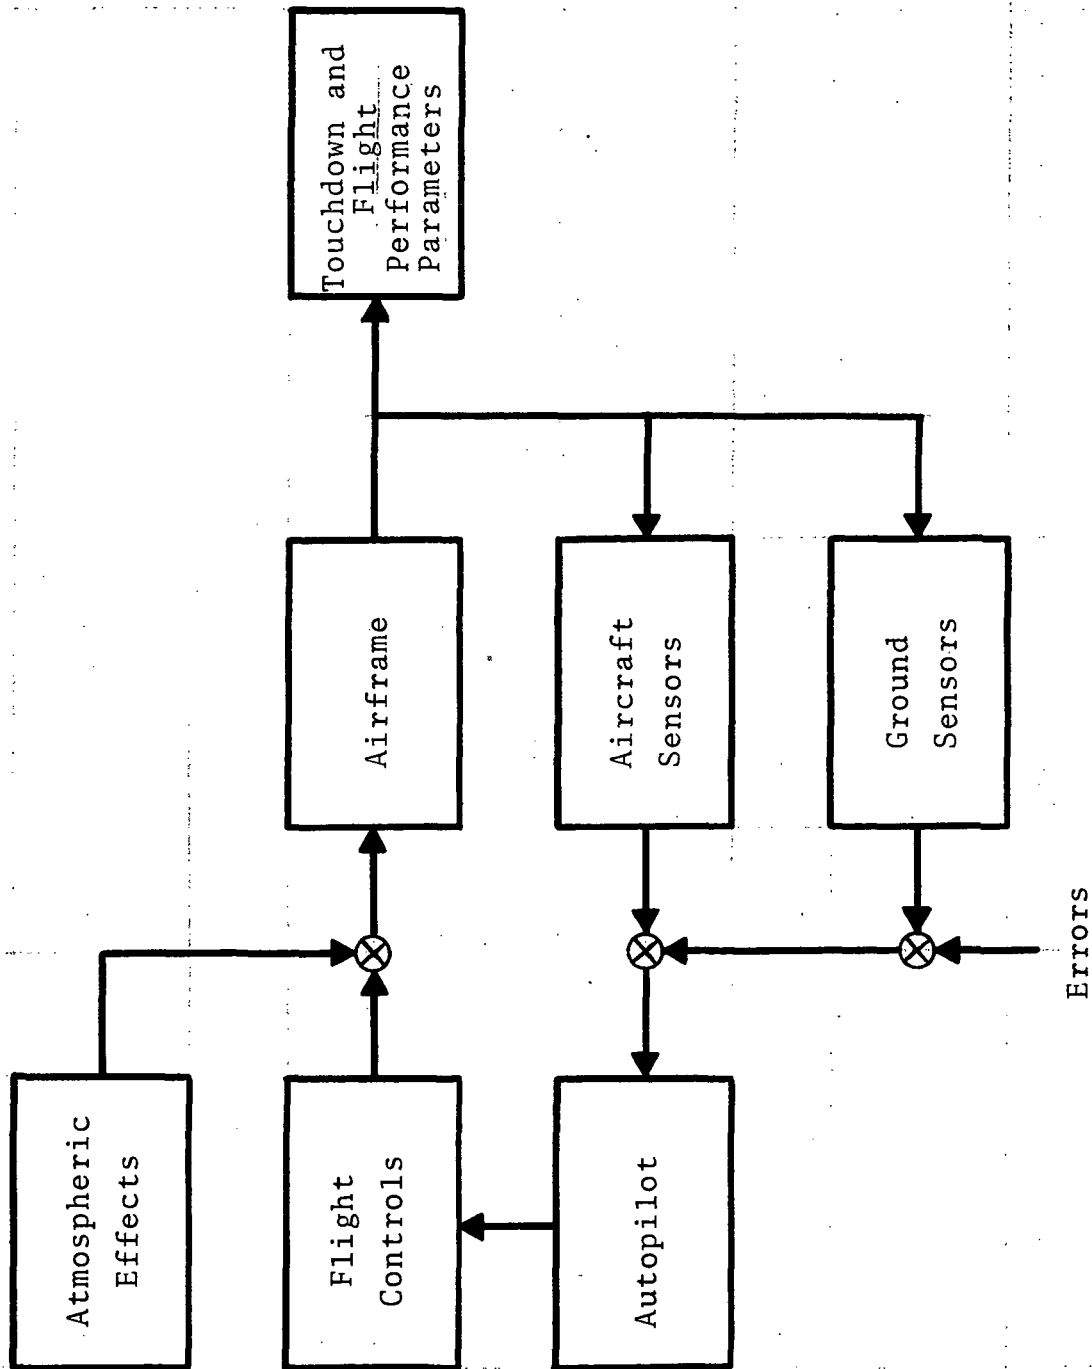 Atmospheric
Effects
Flight
Controls
Airframe
Touchdown and
Flight
Performance
Parameters
Autopilot
Aircraft
Sensors
Ground
Sensors
Errors